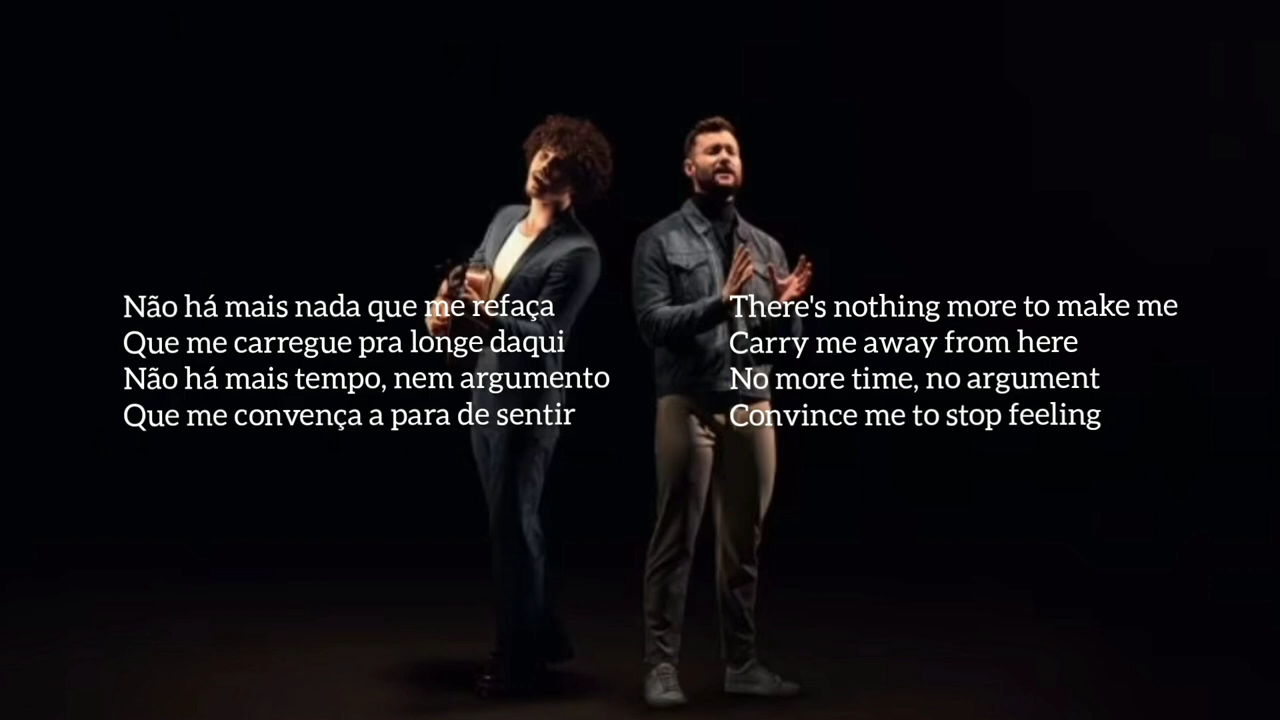 Não há mais nada que me refaça
Que me carregue pra longe daqui
Não há mais tempo, nem argumento
Que me convença a para de sentir
There's nothing more to make me
Carry me away from here
No more time, no argument
Convince me to stop feeling